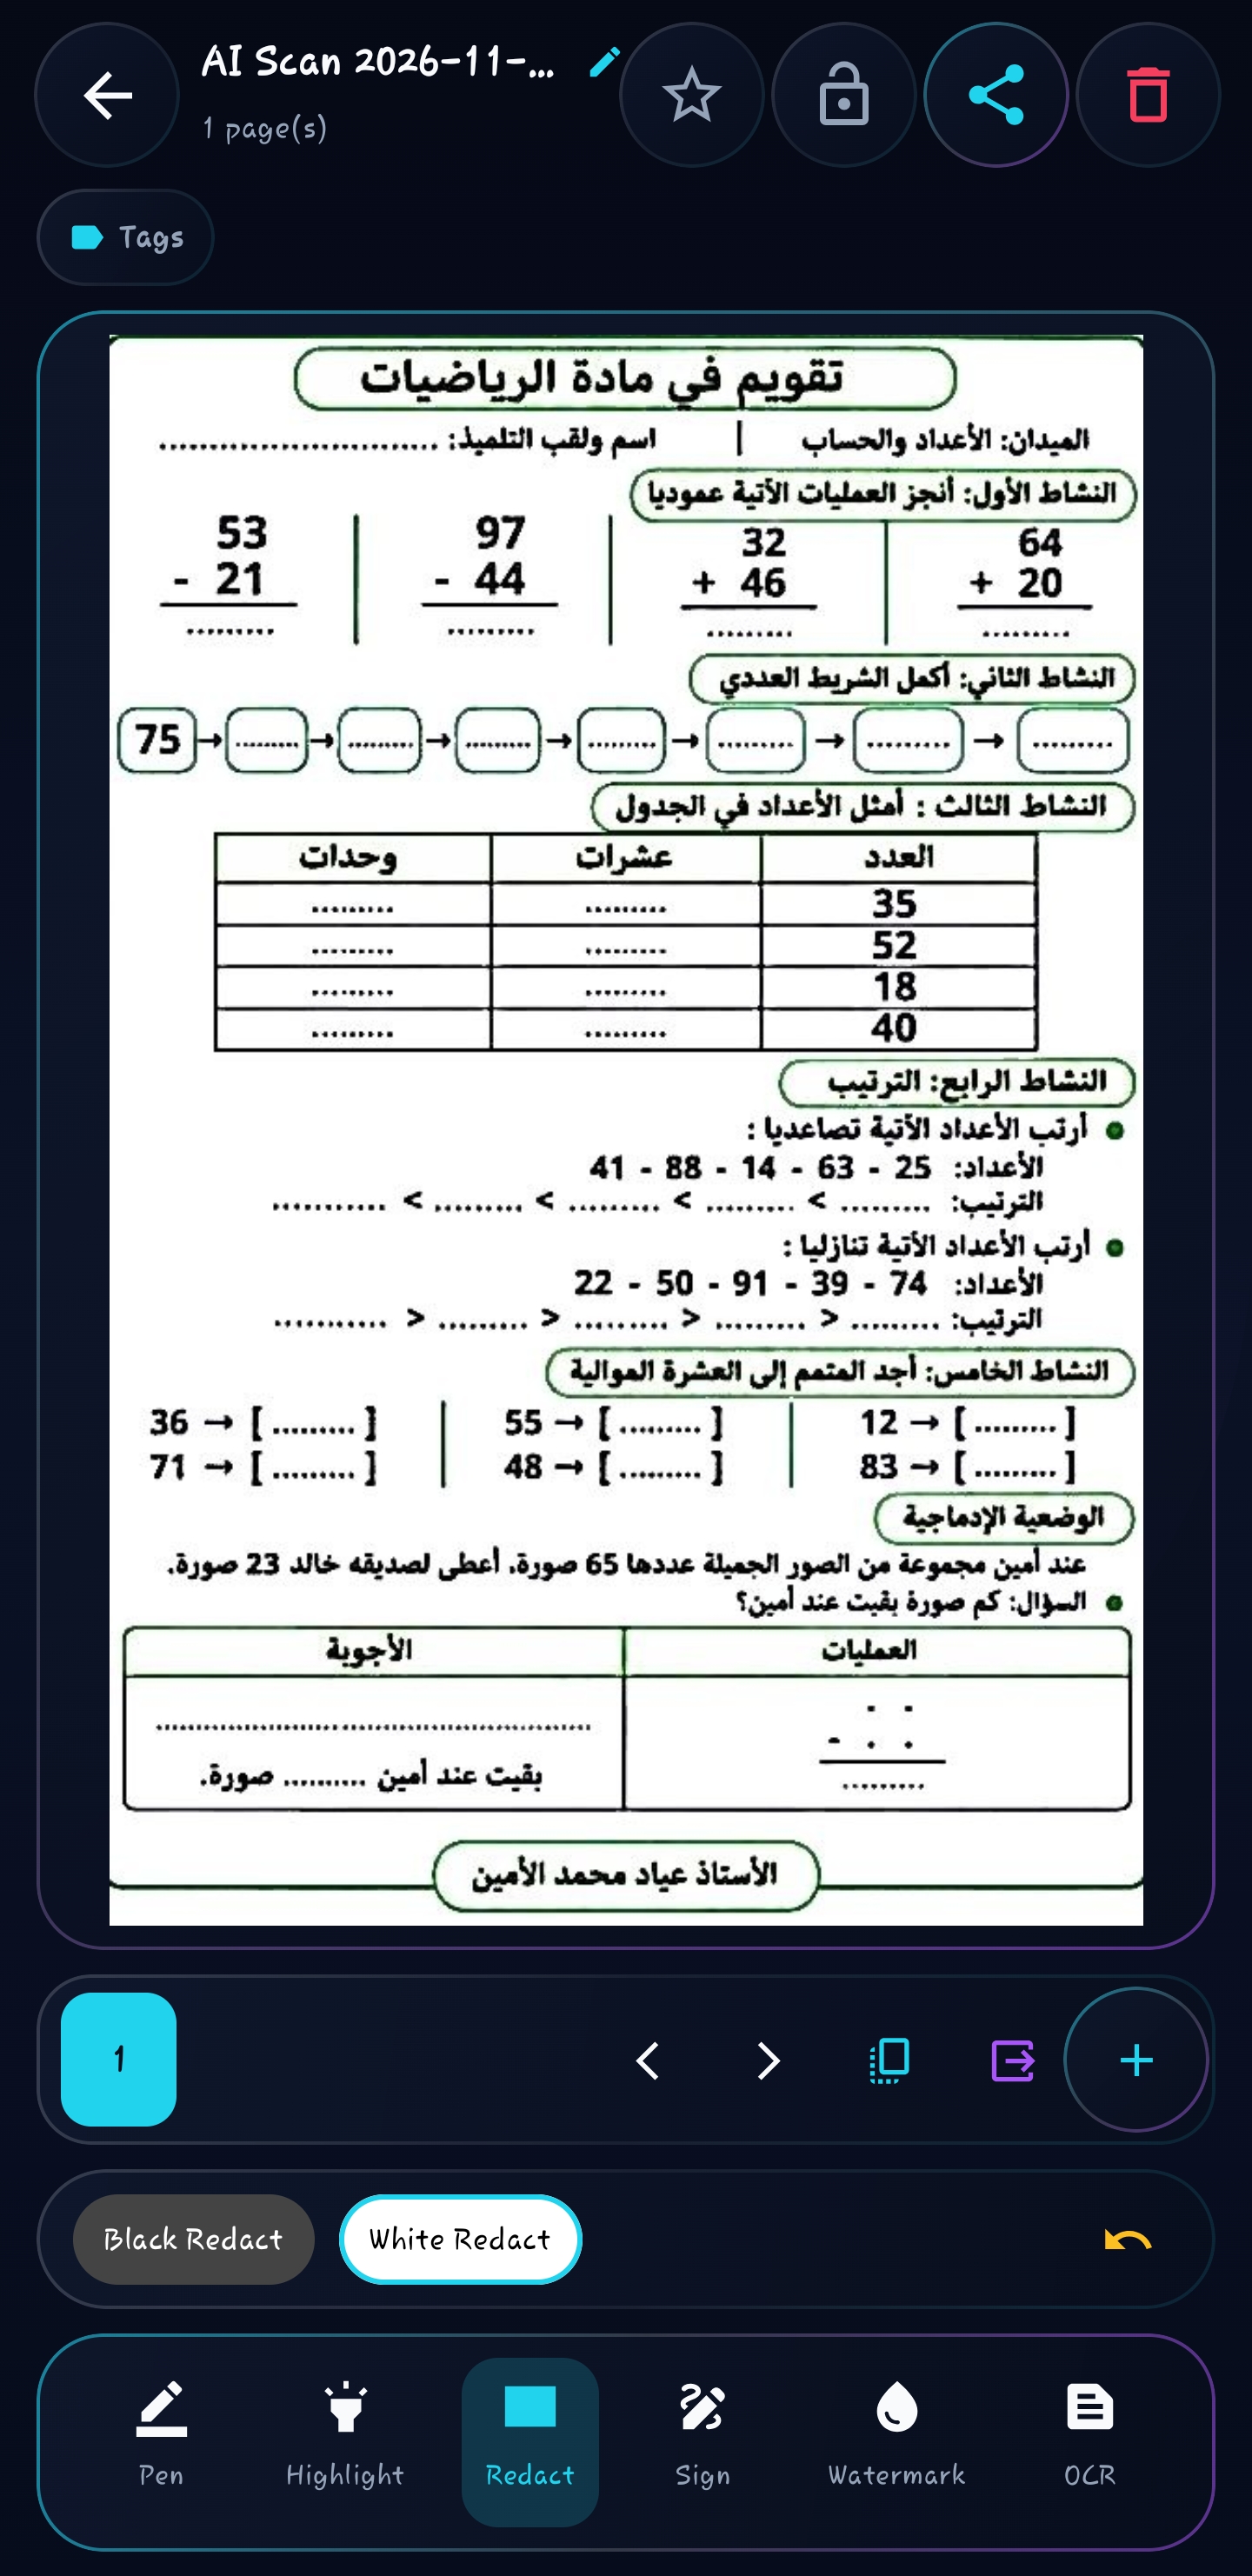 AI Scan 2026-11-...
1 page(s)
Tags
تقويم في مادة الرياضيات
الميدان: الأعداد والحساب | اسم ولقب التلميذ: ............................
النشاط الأول: أنجز العمليات الآتية عموديا
53 97 32 64
- 21 - 44 + 46 + 20
......... ......... ......... .........
النشاط الثاني: أكمل الشريط العددي
75 → ......... → ......... → ......... → ......... → ......... → ......... → .........
النشاط الثالث : أمثل الأعداد في الجدول
العدد عشرات وحدات
35 ......... .........
52 ......... .........
18 ......... .........
40 ......... .........
النشاط الرابع: الترتيب
● أرتب الأعداد الآتية تصاعديا :
الأعداد: 41 - 88 - 14 - 63 - 25
الترتيب: ........... < ......... < ......... < ......... < .........
● أرتب الأعداد الآتية تنازليا :
الأعداد: 22 - 50 - 91 - 39 - 74
الترتيب: ........... > ......... > ......... > ......... > .........
النشاط الخامس: أجد المتمم إلى العشرة الموالية
36 → [ ......... ] 55 → [ ......... ] 12 → [ ......... ]
71 → [ ......... ] 48 → [ ......... ] 83 → [ ......... ]
الوضعية الإدماجية
عند أمين مجموعة من الصور الجميلة عددها 65 صورة. أعطى لصديقه خالد 23 صورة.
● السؤال: كم صورة بقيت عند أمين؟
العمليات الأجوبة
. .
- . .
.........
..................................................
بقيت عند أمين .......... صورة.
الأستاذ عياد محمد الأمين
1
Black Redact White Redact
Pen Highlight Redact Sign Watermark OCR